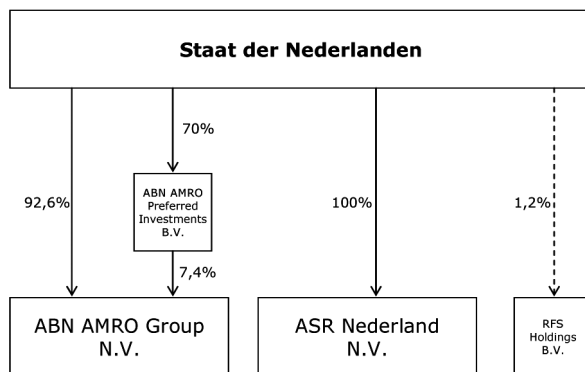 Staat der Nederlanden
70%
ABN AMRO
Preferred
Investments
B.V.
92,6%
100%
1,2%
7,4%
ABN AMRO Group
N.V.
ASR Nederland
N.V.
RFS
Holdings
B.V.